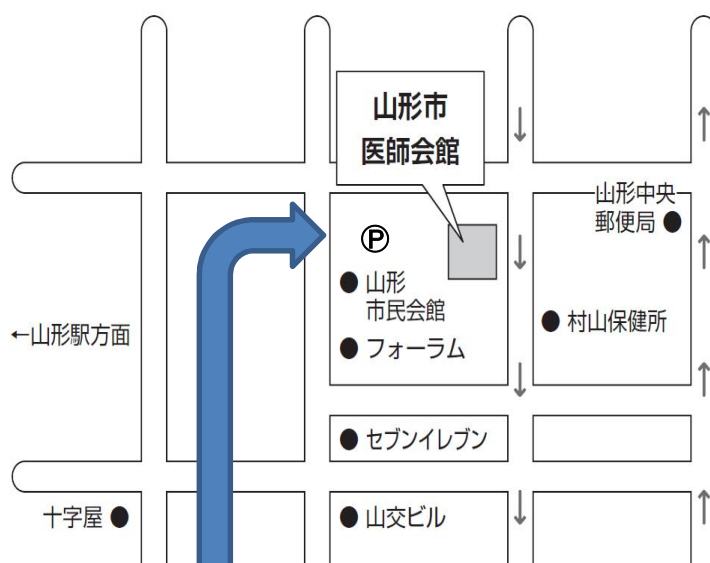 山形市
医師会館
山形中央
郵便局
Ⓟ
山形
市民会館
村山保健所
←山形駅方面
フォーラム
セブンイレブン
十字屋
山交ビル